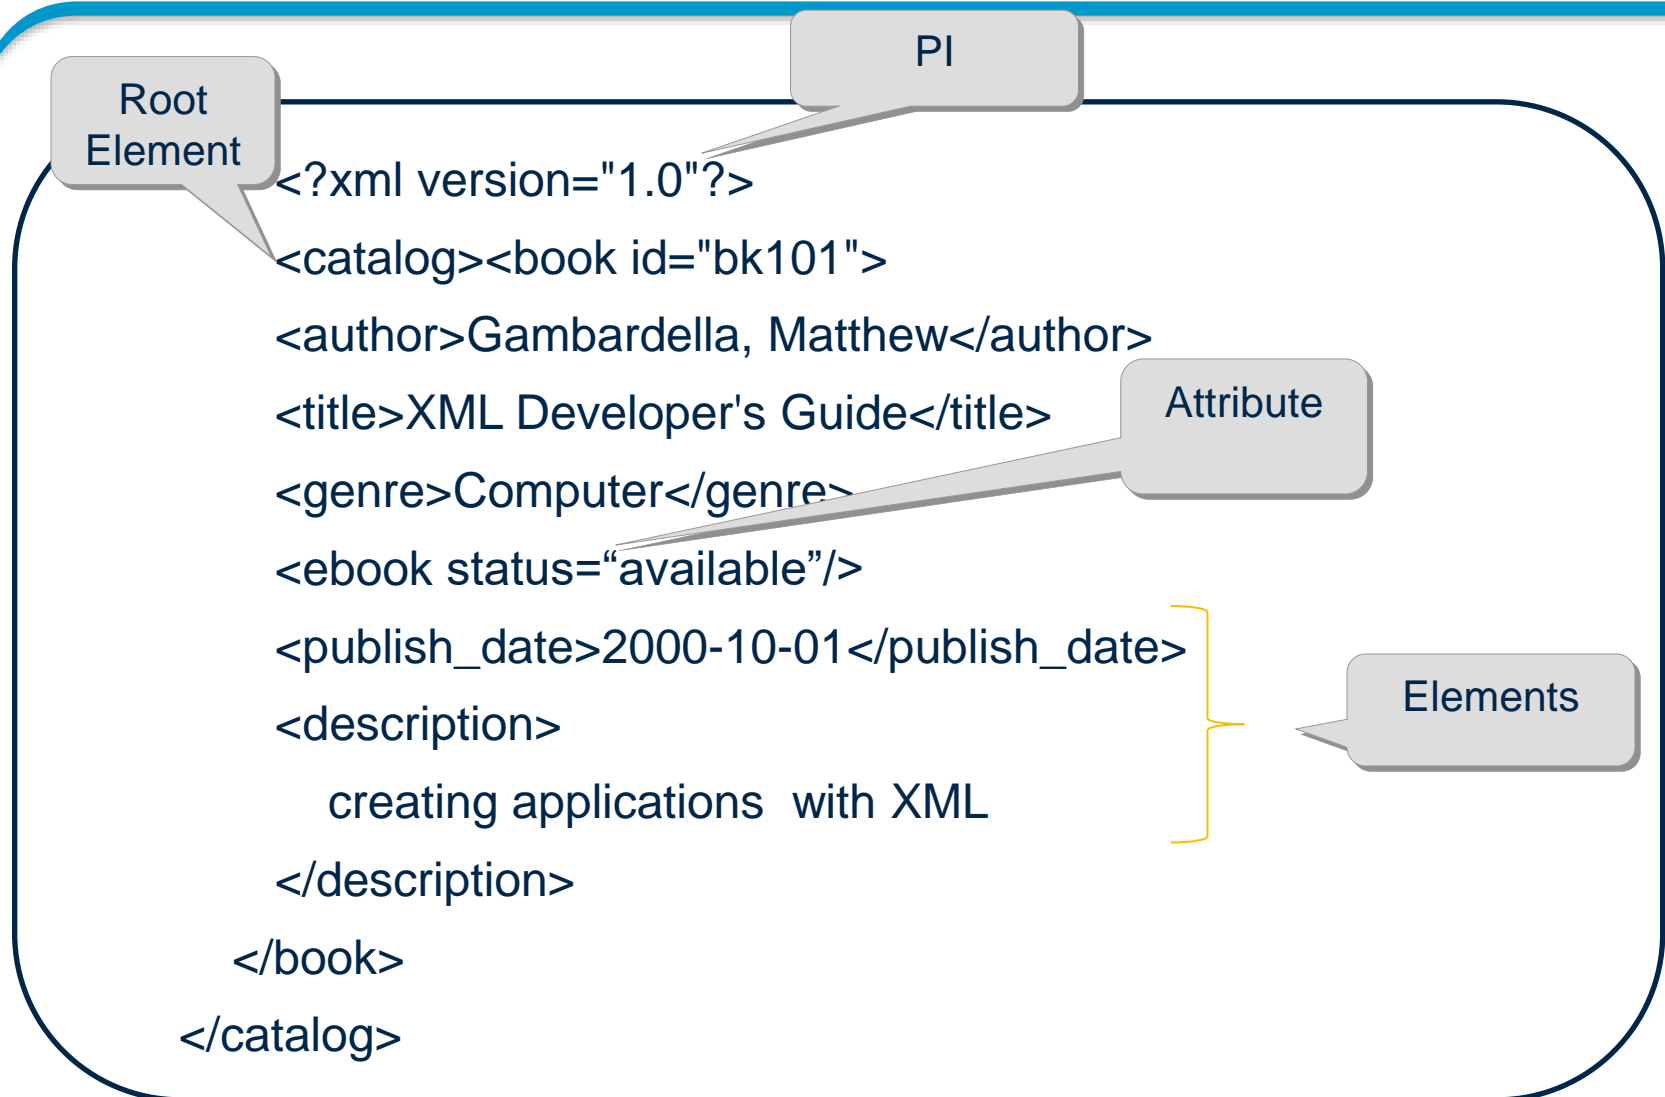 PI
Root
Element
<?xml version="1.0"?>
<catalog><book id="bk101">
<author>Gambardella, Matthew</author>
<title>XML Developer's Guide</title>
Attribute
<genre>Computer</genre>
<ebook status=“available”/>
<publish_date>2000-10-01</publish_date>
Elements
<description>
creating applications  with XML
</description>
</book>
</catalog>